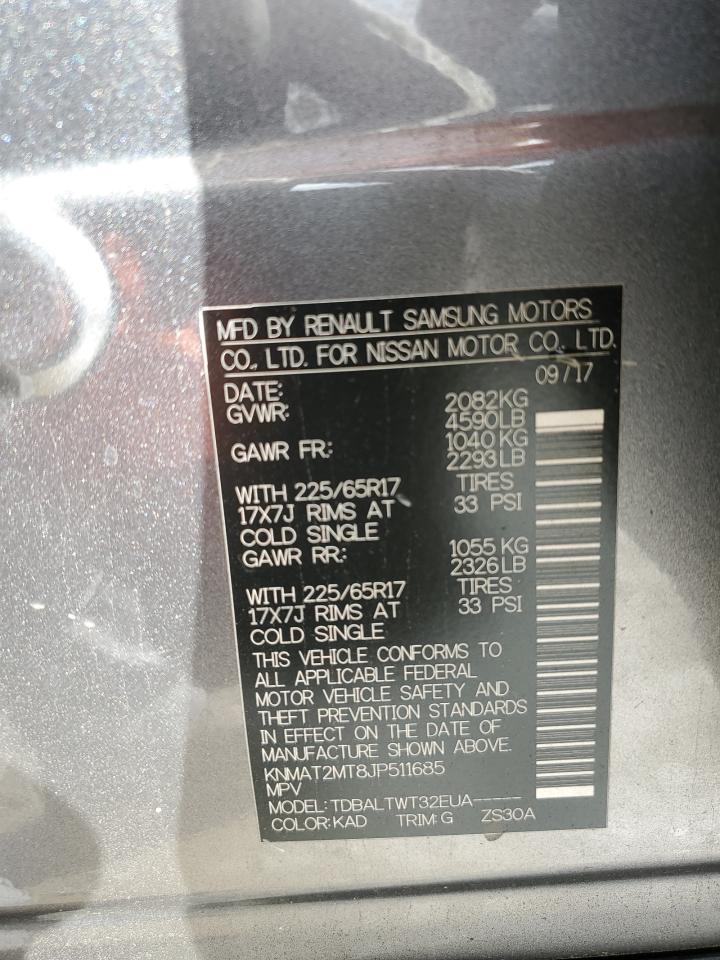 MFD BY RENAULT SAMSUNG MOTORS
CO., LTD. FOR NISSAN MOTOR CO., LTD.
DATE: 09/17
GVWR: 2082KG
4590LB
GAWR FR: 1040KG
2293LB
WITH 225/65R17 TIRES
17X7J RIMS AT 33 PSI
COLD SINGLE
GAWR RR: 1055KG
2326LB
WITH 225/65R17 TIRES
17X7J RIMS AT 33 PSI
COLD SINGLE
THIS VEHICLE CONFORMS TO
ALL APPLICABLE FEDERAL
MOTOR VEHICLE SAFETY AND
THEFT PREVENTION STANDARDS
IN EFFECT ON THE DATE OF
MANUFACTURE SHOWN ABOVE.
KNMAT2MT8JP511685
MPV
MODEL: TDBALTWT32EUA-----
COLOR: KAD TRIM: G ZS30A